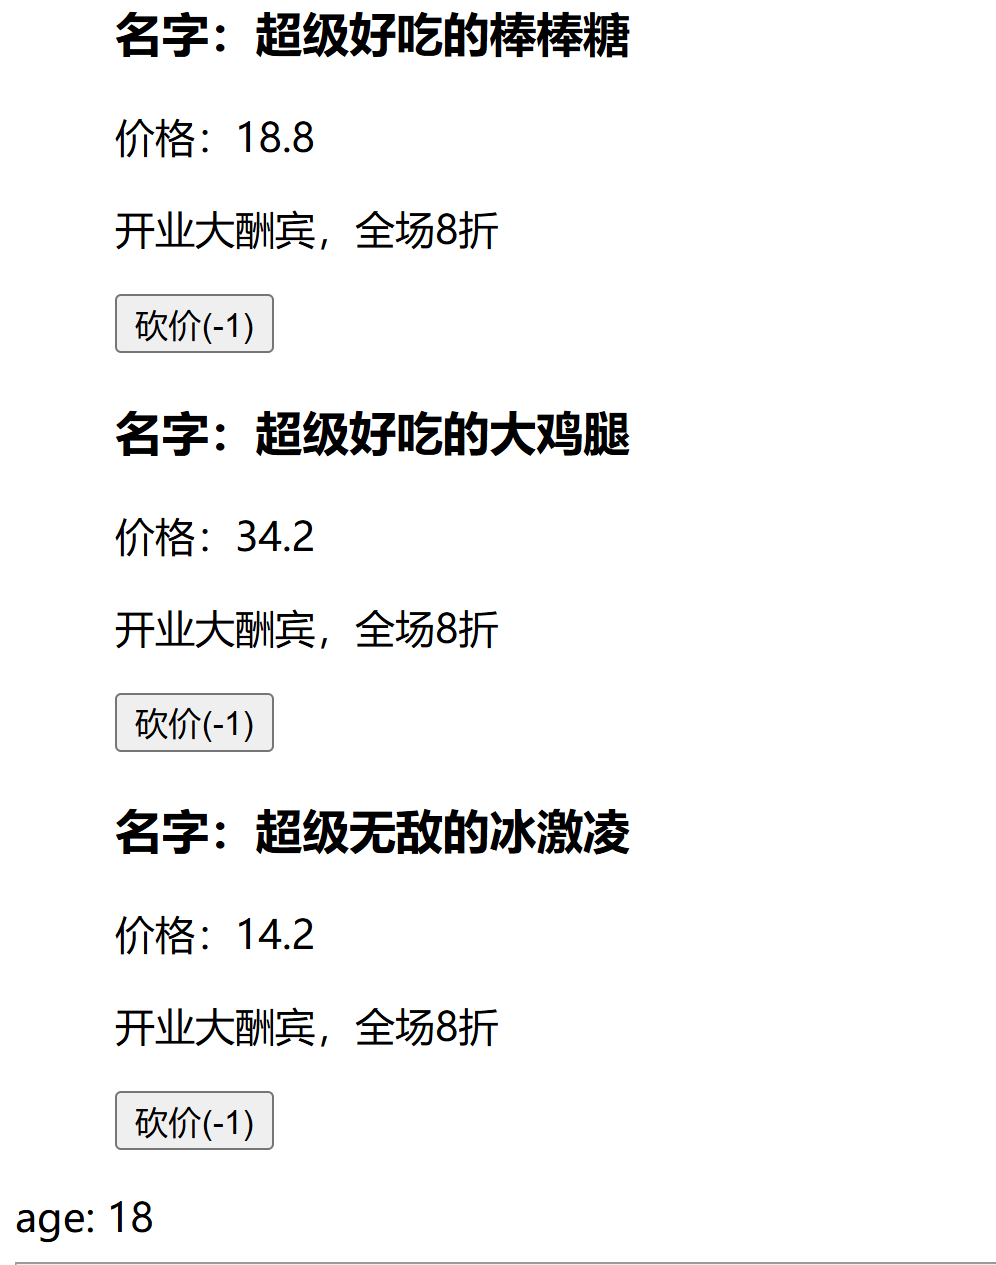 名字：超级好吃的棒棒糖
价格：18.8
开业大酬宾，全场8折
砍价(-1)
名字：超级好吃的大鸡腿
价格：34.2
开业大酬宾，全场8折
砍价(-1)
名字：超级无敌的冰激凌
价格：14.2
开业大酬宾，全场8折
砍价(-1)
age: 18